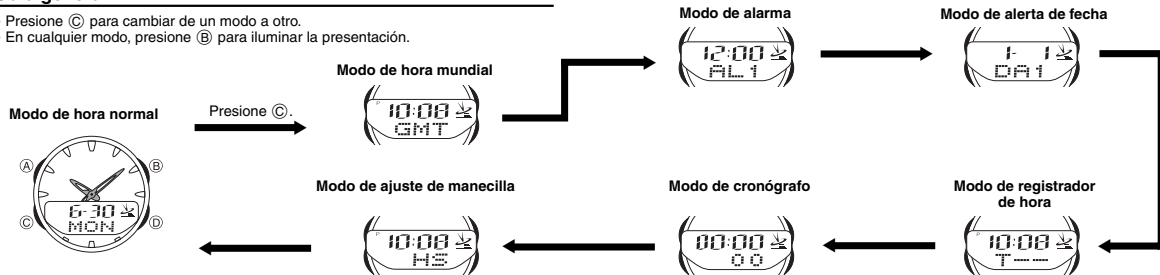 • Presione Ⓒ para cambiar de un modo a otro.
• En cualquier modo, presione Ⓑ para iluminar la presentación.
Modo de alarma
12:00
AL1
Modo de alerta de fecha
1- 1
DA1
Modo de hora mundial
P 10:08
GMT
Presione Ⓒ.
Modo de hora normal
Ⓐ
Ⓑ
Ⓒ
Ⓓ
6-30
MON
Modo de ajuste de manecilla
P 10:08
HS
Modo de cronógrafo
00:00
00
Modo de registrador
de hora
P 10:08
T---